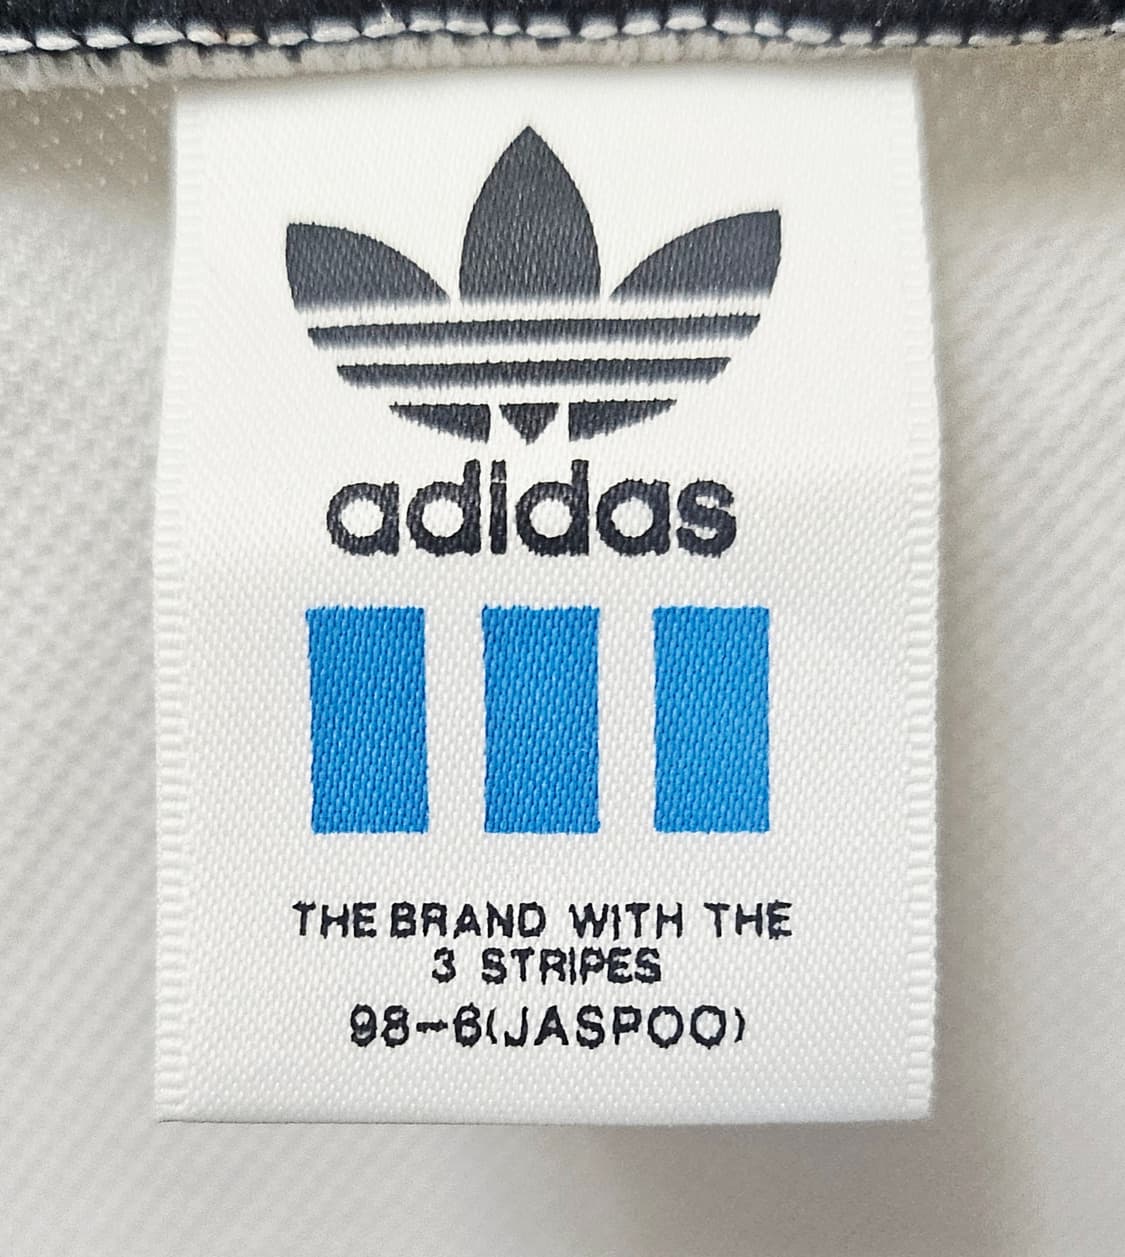 adidas
THE BRAND WITH THE
3 STRIPES
98-6(JASPOO)